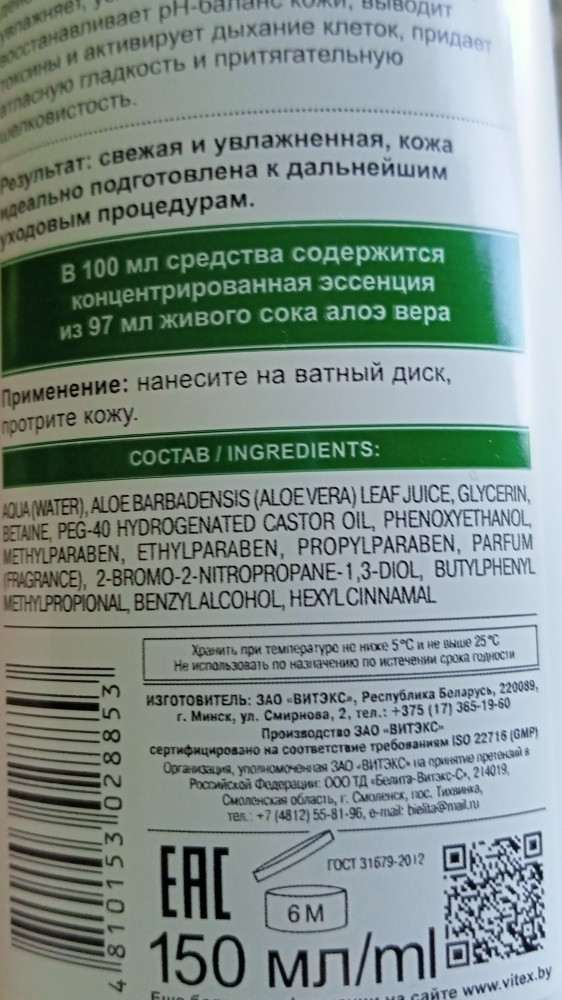 увлажняет,
восстанавливает pH-баланс кожи, выводит
токсины и активирует дыхание клеток, придает
атласную гладкость и притягательную
шелковистость.
Результат: свежая и увлажненная, кожа
идеально подготовлена к дальнейшим
уходовым процедурам.
В 100 мл средства содержится
концентрированная эссенция
из 97 мл живого сока алоэ вера
Применение: нанесите на ватный диск,
протрите кожу.
СОСТАВ / INGREDIENTS:
AQUA (WATER), ALOE BARBADENSIS (ALOE VERA) LEAF JUICE, GLYCERIN,
BETAINE, PEG-40 HYDROGENATED CASTOR OIL, PHENOXYETHANOL,
METHYLPARABEN, ETHYLPARABEN, PROPYLPARABEN, PARFUM
(FRAGRANCE), 2-BROMO-2-NITROPROPANE-1,3-DIOL, BUTYLPHENYL
METHYLPROPIONAL, BENZYL ALCOHOL, HEXYL CINNAMAL
Хранить при температуре не ниже 5°С и не выше 25°С
Не использовать по назначению по истечении срока годности
ИЗГОТОВИТЕЛЬ: ЗАО «ВИТЭКС», Республика Беларусь, 220089,
г. Минск, ул. Смирнова, 2, тел.: +375 (17) 365-19-60
Производство ЗАО «ВИТЭКС»
сертифицировано на соответствие требованиям ISO 22716 (GMP)
Организация, уполномоченная ЗАО «ВИТЭКС» на принятие претензий в
Российской Федерации: ООО ТД «Белита-Витэкс-С», 214019,
Смоленская область, г. Смоленск, пос. Тихвинка,
тел.: +7 (4812) 55-81-96, e-mail: bielita@mail.ru
4 810153 028853
EAC
ГОСТ 31679-2012
6 М
150 мл/ml
на сайте www.vitex.by